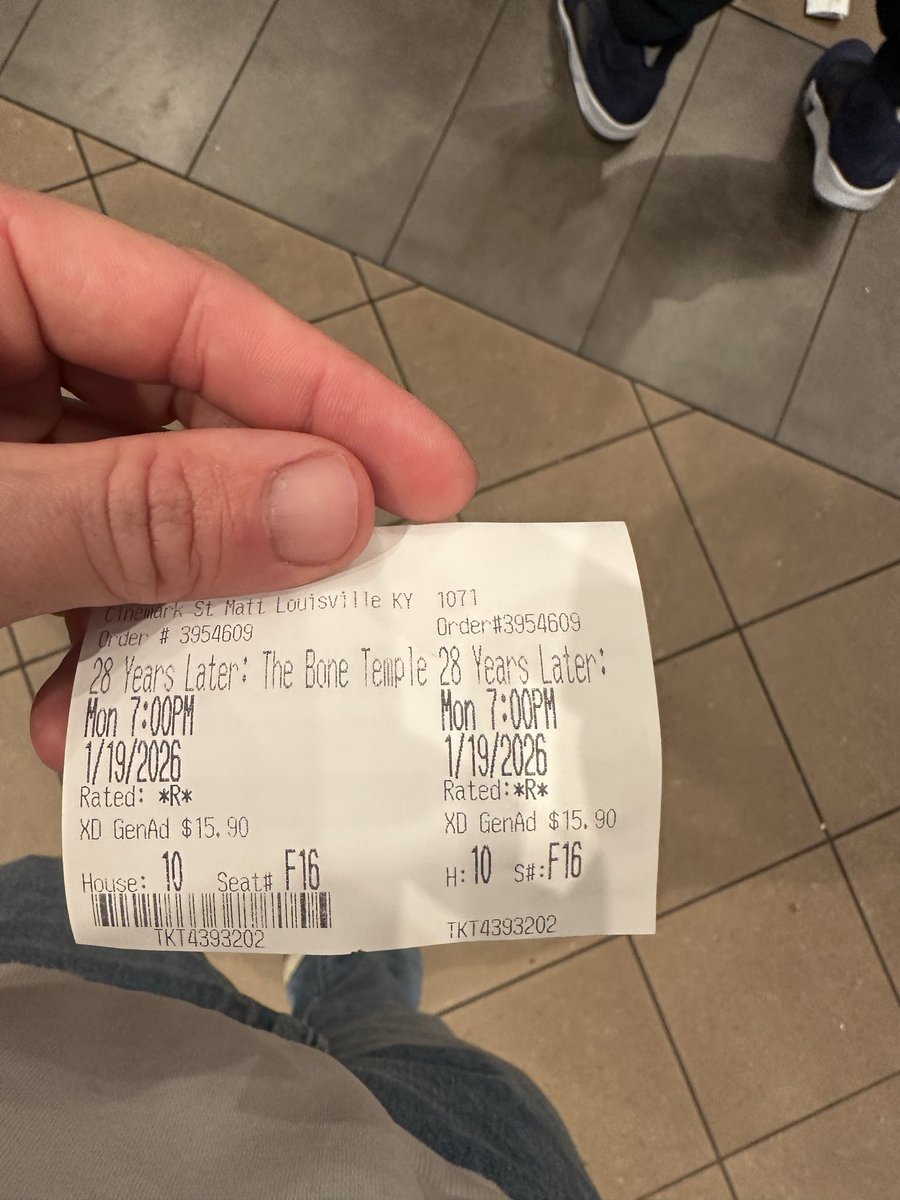 Cinemark St Matt Louisville KY 1071
Order # 3954609 Order#3954609
28 Years Later: The Bone Temple 28 Years Later:
Mon 7:00PM Mon 7:00PM
1/19/2026 1/19/2026
Rated: *R* Rated:*R*
XD GenAd $15.90 XD GenAd $15.90
House: 10 Seat# F16 H:10 S#:F16
TKT4393202 TKT4393202